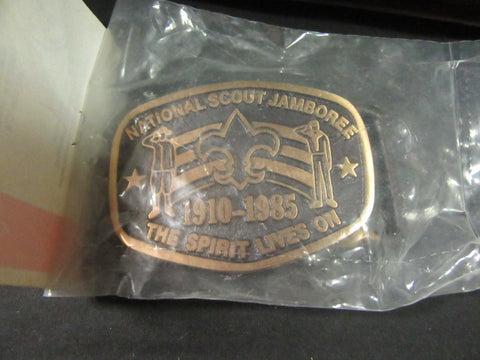 NATIONAL SCOUT JAMBOREE
1910-1985
THE SPIRIT LIVES ON